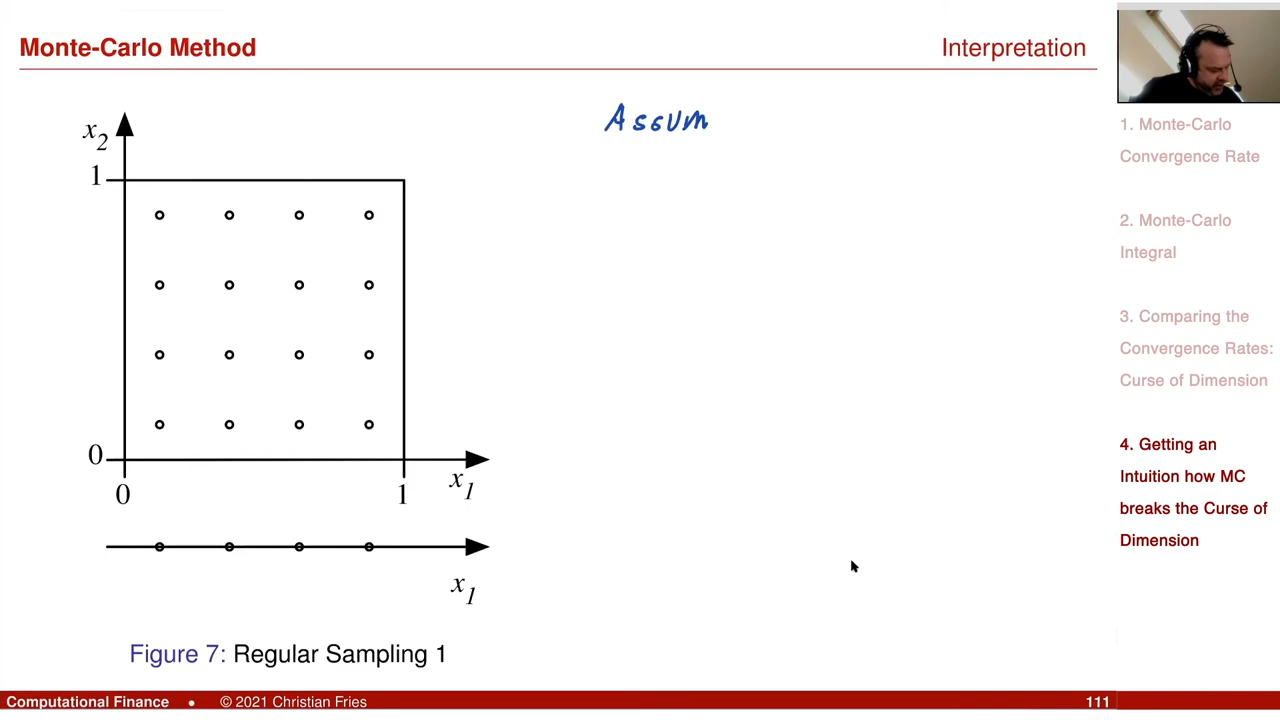 Monte-Carlo Method
Interpretation
Assum
x2
1
0
0
1
x1
x1
Figure 7: Regular Sampling 1
1. Monte-Carlo
Convergence Rate
2. Monte-Carlo
Integral
3. Comparing the
Convergence Rates:
Curse of Dimension
4. Getting an
Intuition how MC
breaks the Curse of
Dimension
Computational Finance • © 2021 Christian Fries
111